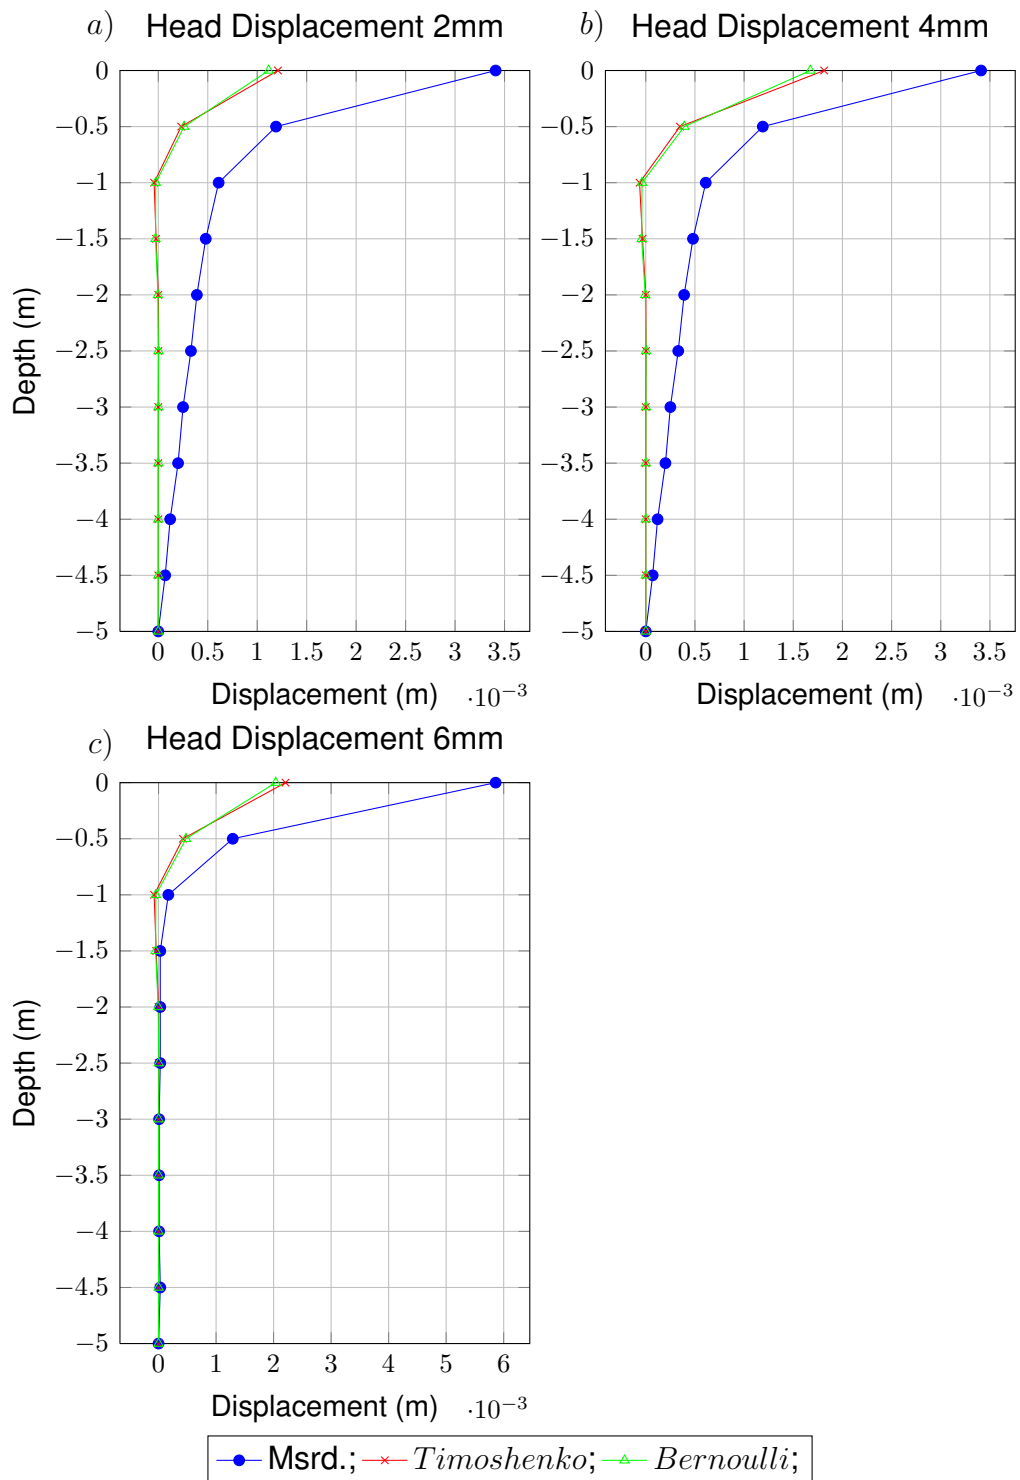 a) Head Displacement 2mm
0
−0.5
−1
−1.5
−2
−2.5
−3
−3.5
−4
−4.5
−5
Depth (m)
0 0.5 1 1.5 2 2.5 3 3.5
Displacement (m) ·10−3
b) Head Displacement 4mm
0
−0.5
−1
−1.5
−2
−2.5
−3
−3.5
−4
−4.5
−5
0 0.5 1 1.5 2 2.5 3 3.5
Displacement (m) ·10−3
c) Head Displacement 6mm
0
−0.5
−1
−1.5
−2
−2.5
−3
−3.5
−4
−4.5
−5
Depth (m)
0 1 2 3 4 5 6
Displacement (m) ·10−3
Msrd.; Timoshenko; Bernoulli;